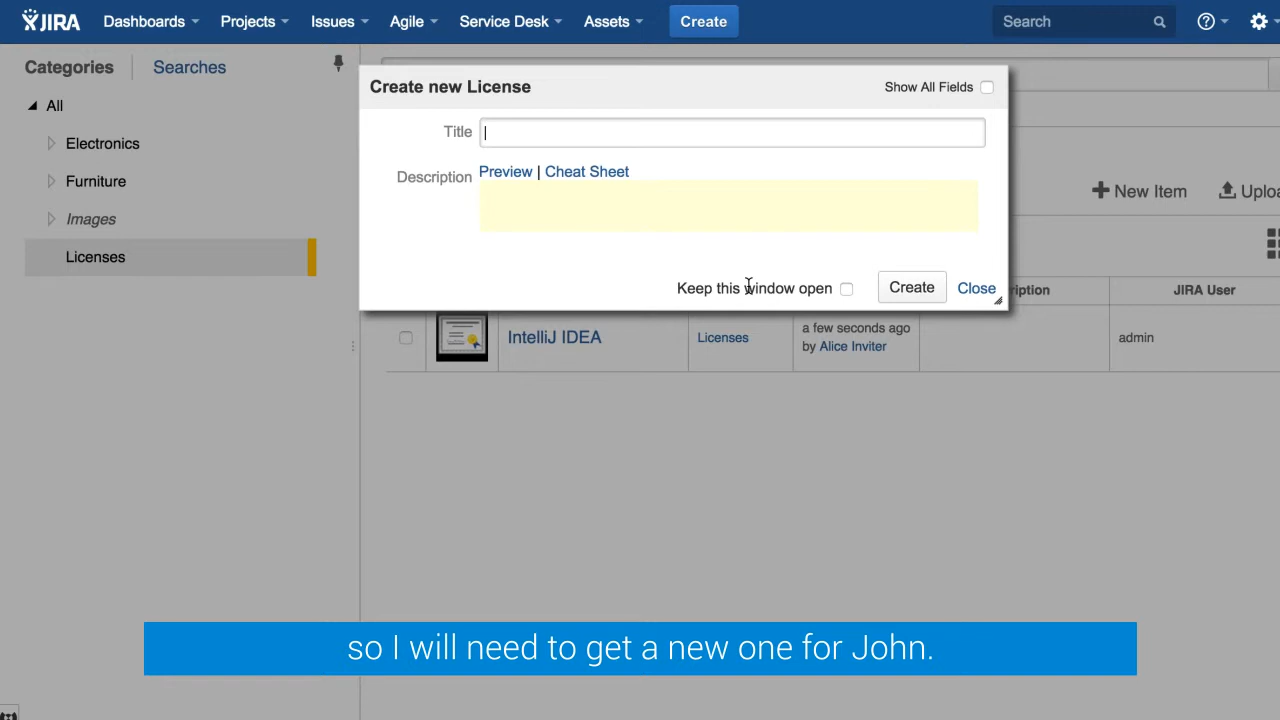 JIRA Dashboards Projects Issues Agile Service Desk Assets Create Search
Categories Searches
All
Electronics
Furniture
Images
Licenses
Create new License Show All Fields
Title
Description Preview | Cheat Sheet
Keep this window open Create Close
New Item Uploa
ription JIRA User
IntelliJ IDEA Licenses a few seconds ago admin
by Alice Inviter
so I will need to get a new one for John.